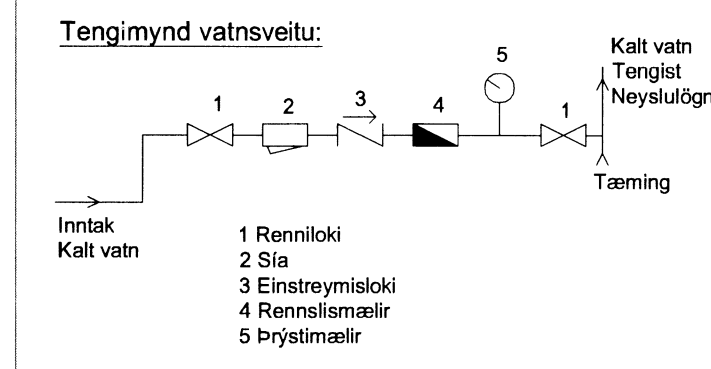 Tengimynd vatnsveitu:
5
Kalt vatn
Tengist
Neyslulögn
1
2
3
4
1
Tæming
Inntak
Kalt vatn
1 Renniloki
2 Sía
3 Einstreymisloki
4 Rennslismælir
5 Þrýstimælir